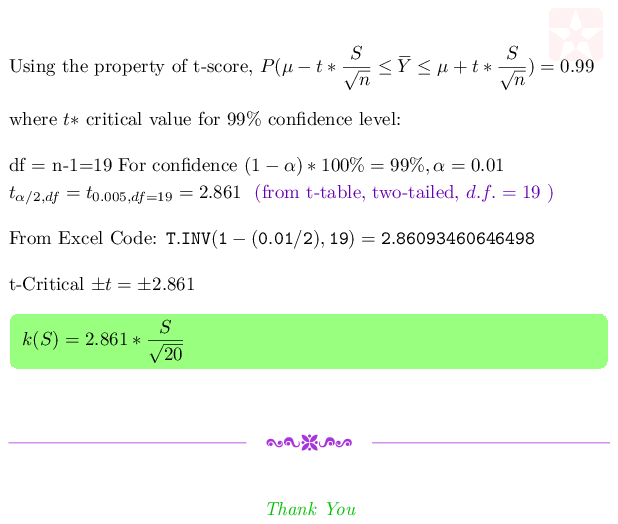 Using the property of t-score, $P(\mu - t * \dfrac{S}{\sqrt{n}} \leq \overline{Y} \leq \mu + t * \dfrac{S}{\sqrt{n}}) = 0.99$
where $t*$ critical value for 99% confidence level:
df = n-1=19 For confidence $(1 - \alpha) * 100\% = 99\%, \alpha = 0.01$
$t_{\alpha/2,df} = t_{0.005,df=19} = 2.861$ (from t-table, two-tailed, $d.f. = 19$ )
From Excel Code: T.INV(1 − (0.01/2), 19) = 2.86093460646498
t-Critical $\pm t = \pm 2.861$
$k(S) = 2.861 * \dfrac{S}{\sqrt{20}}$
Thank You